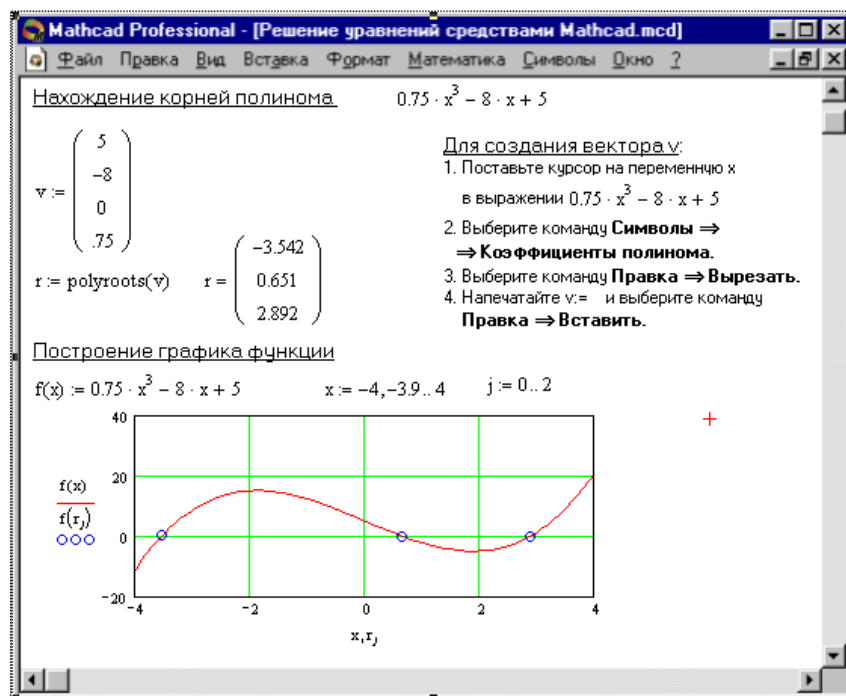 Mathcad Professional - [Решение уравнений средствами Mathcad.mcd]
Файл Правка Вид Вставка Формат Математика Символы Окно ?
Нахождение корней полинома 0.75 · x³ − 8 · x + 5
v := ( 5 −8 0 .75 )
r := polyroots(v) r = ( −3.542 0.651 2.892 )
Для создания вектора v:
1. Поставьте курсор на переменную x
в выражении 0.75 · x³ − 8 · x + 5
2. Выберите команду Символы ⇒
⇒ Коэффициенты полинома.
3. Выберите команду Правка ⇒ Вырезать.
4. Напечатайте v:= и выберите команду
Правка ⇒ Вставить.
Построение графика функции
f(x) := 0.75 · x³ − 8 · x + 5 x := −4,−3.9.. 4 j := 0.. 2
40
20
0
−20
f(x)
f(rⱼ)
−4 −2 0 2 4
x,rⱼ